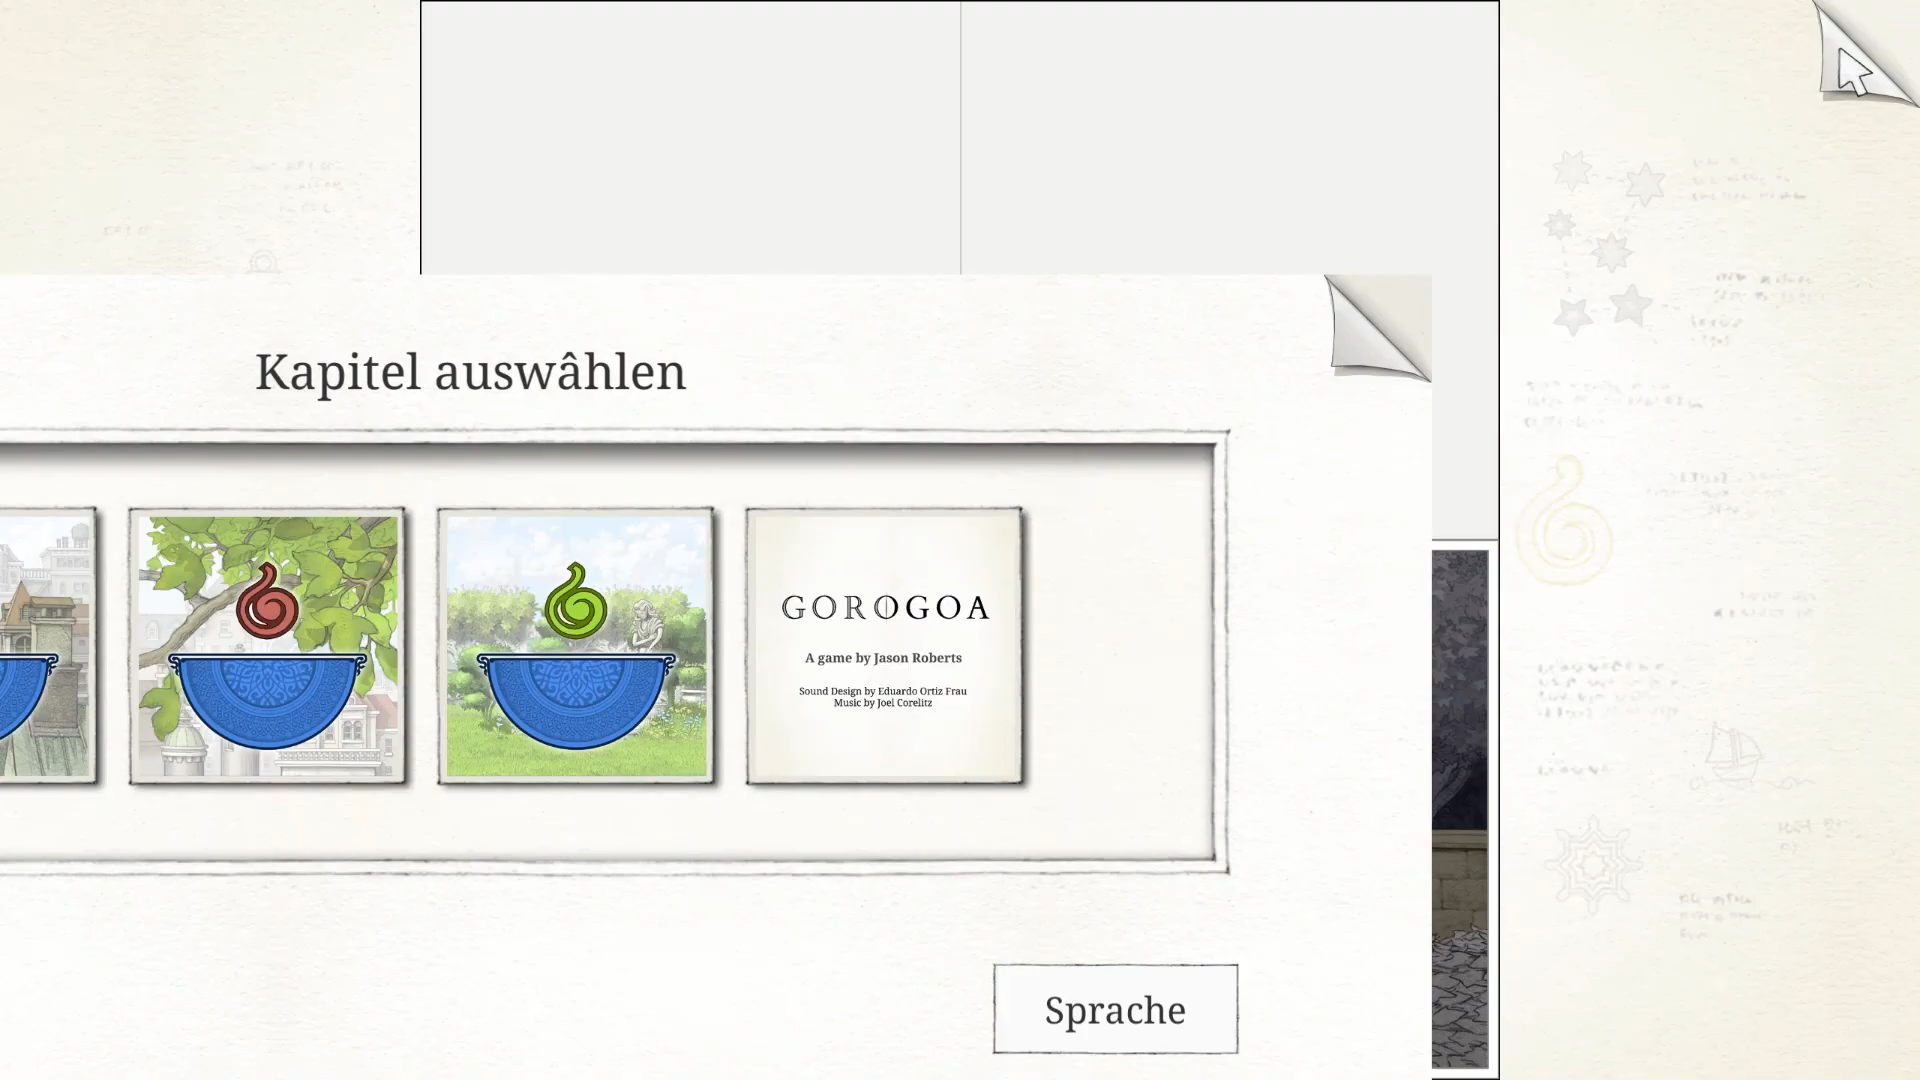 Kapitel auswâhlen
GOROGOA
A game by Jason Roberts
Sound Design by Eduardo Ortiz Frau
Music by Joel Corelitz
Sprache